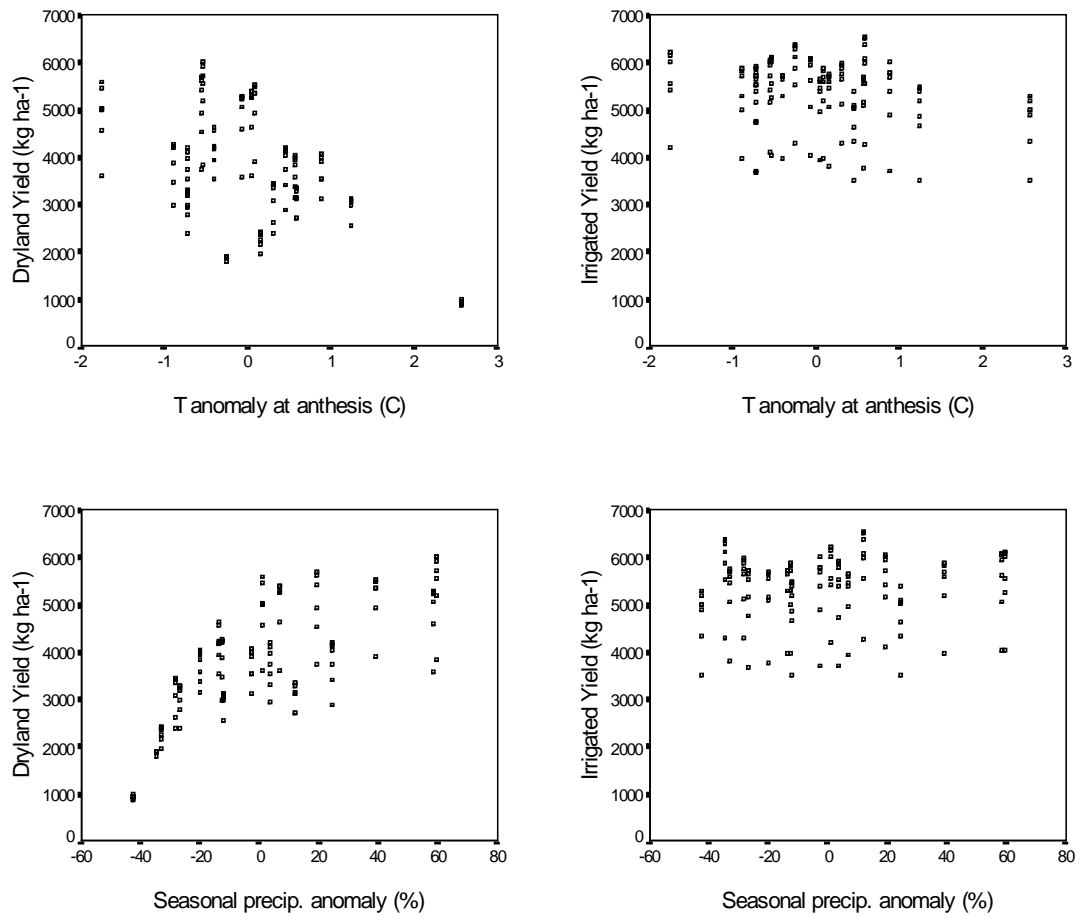 Dryland Yield (kg ha-1)
7000
6000
5000
4000
3000
2000
1000
0
-2 -1 0 1 2 3
T anomaly at anthesis (C)
Irrigated Yield (kg ha-1)
7000
6000
5000
4000
3000
2000
1000
0
-2 -1 0 1 2 3
T anomaly at anthesis (C)
Dryland Yield (kg ha-1)
7000
6000
5000
4000
3000
2000
1000
0
-60 -40 -20 0 20 40 60 80
Seasonal precip. anomaly (%)
Irrigated Yield (kg ha-1)
7000
6000
5000
4000
3000
2000
1000
0
-60 -40 -20 0 20 40 60 80
Seasonal precip. anomaly (%)